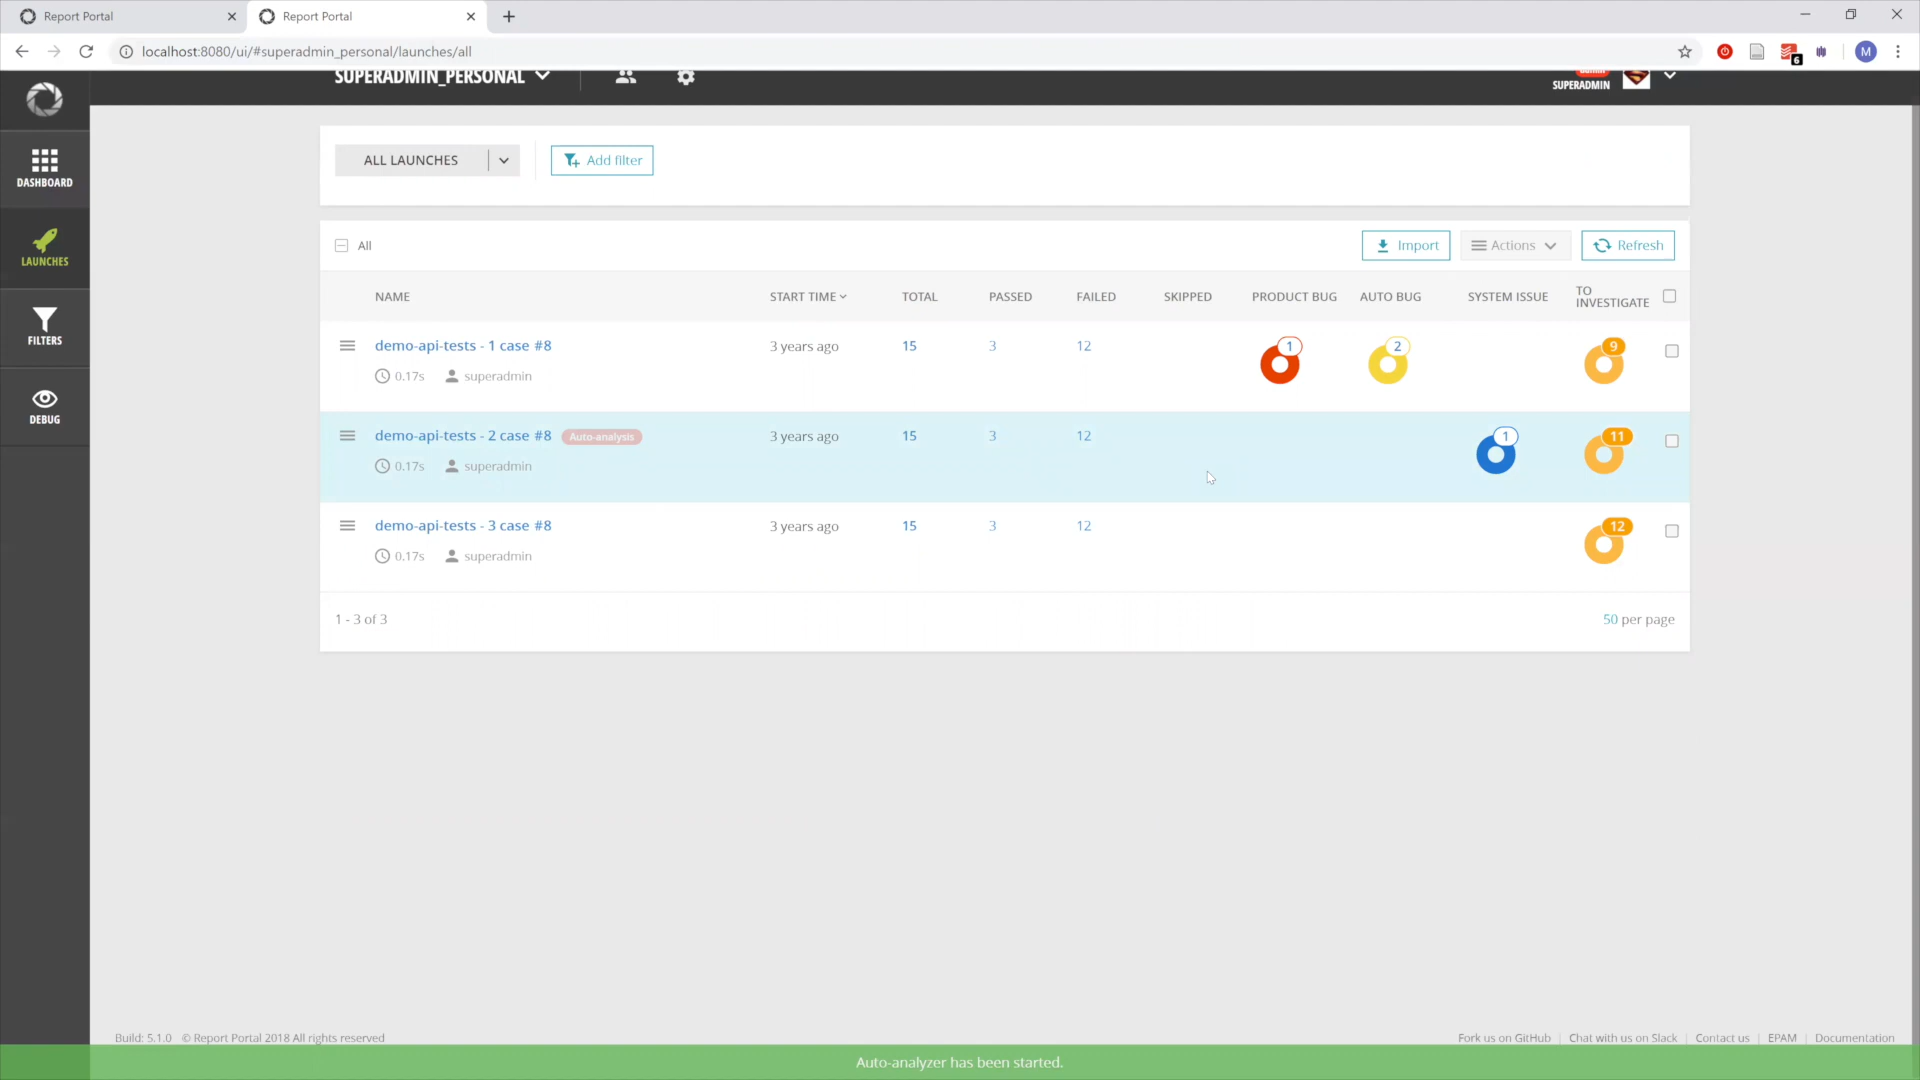 Report Portal
Report Portal
localhost:8080/ui/#superadmin_personal/launches/all
6
M
SUPERADMIN_PERSONAL
admin
SUPERADMIN
DASHBOARD
LAUNCHES
FILTERS
DEBUG
ALL LAUNCHES
Add filter
All
Import
Actions
Refresh
NAME START TIME TOTAL PASSED FAILED SKIPPED PRODUCT BUG AUTO BUG SYSTEM ISSUE TO INVESTIGATE
demo-api-tests - 1 case #8 3 years ago 15 3 12 1 2 9
0.17s superadmin
demo-api-tests - 2 case #8 Auto-analysis 3 years ago 15 3 12 1 11
0.17s superadmin
demo-api-tests - 3 case #8 3 years ago 15 3 12 12
0.17s superadmin
1 - 3 of 3
50 per page
Build: 5.1.0 © Report Portal 2018 All rights reserved
Fork us on GitHub | Chat with us on Slack | Contact us | EPAM | Documentation
Auto-analyzer has been started.